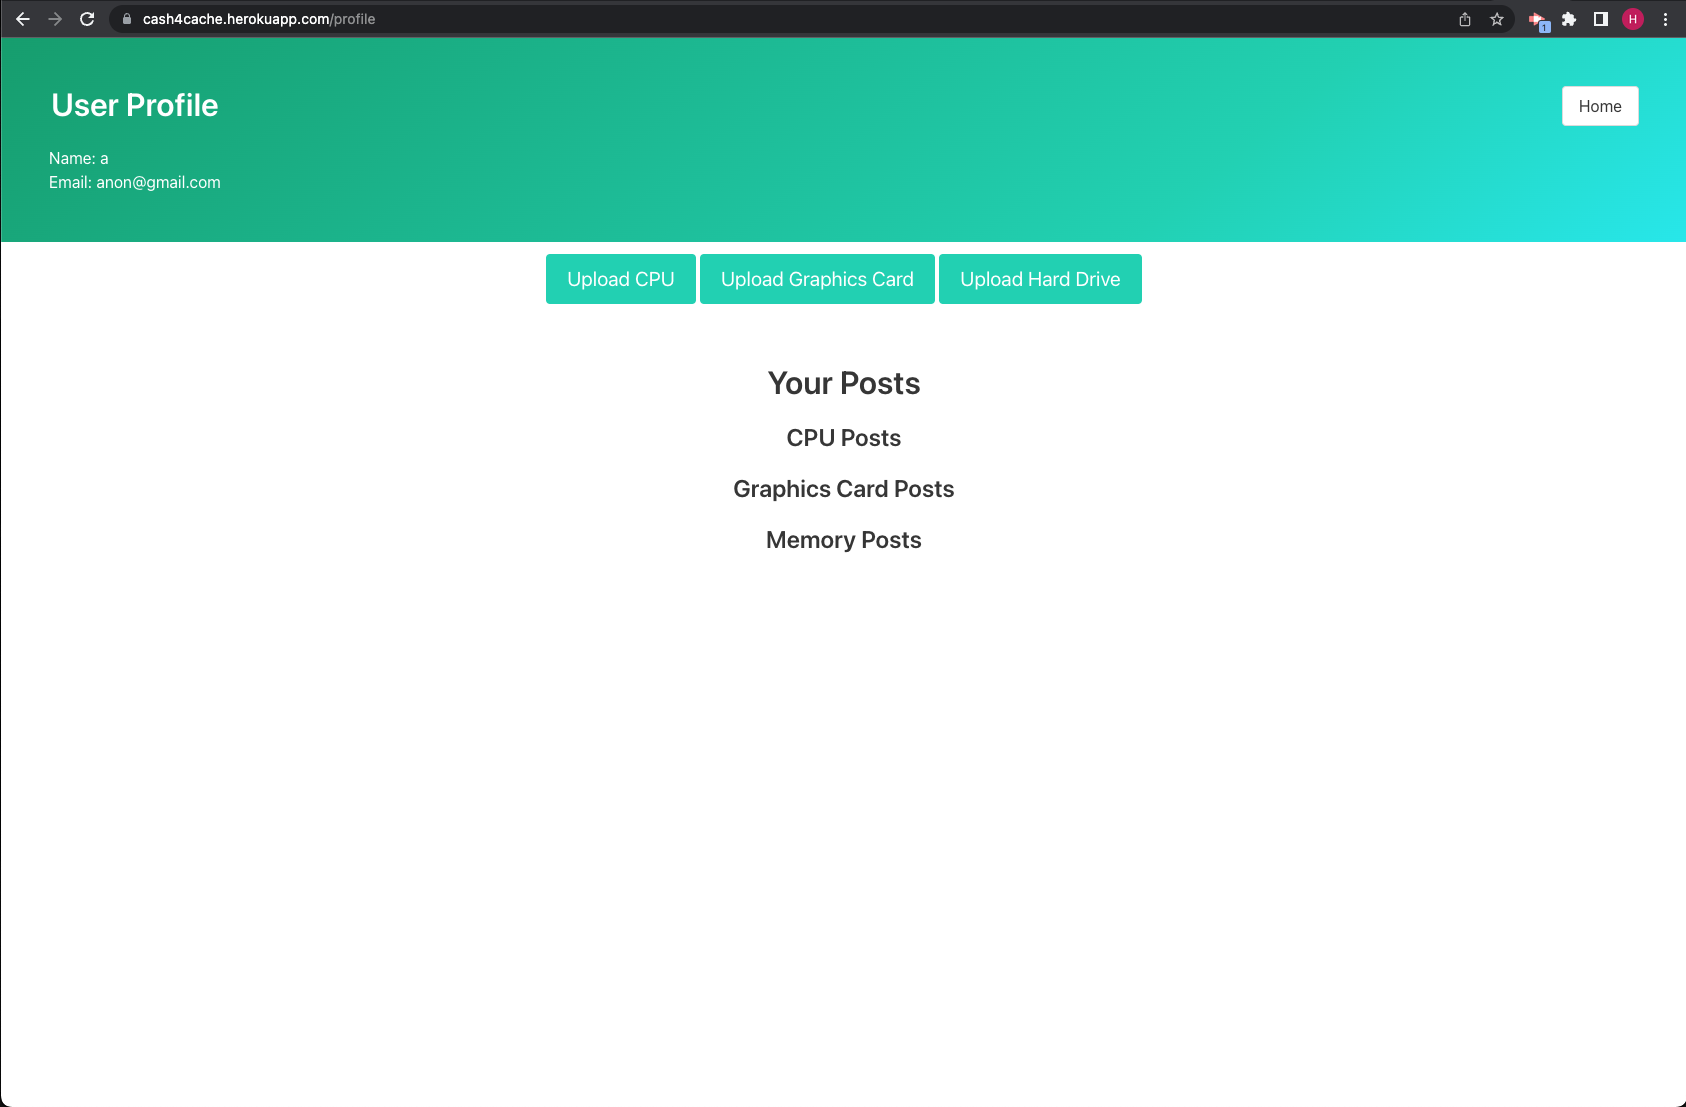 cash4cache.herokuapp.com/profile
1
H
User Profile
Home
Name: a
Email: anon@gmail.com
Upload CPU Upload Graphics Card Upload Hard Drive
Your Posts
CPU Posts
Graphics Card Posts
Memory Posts